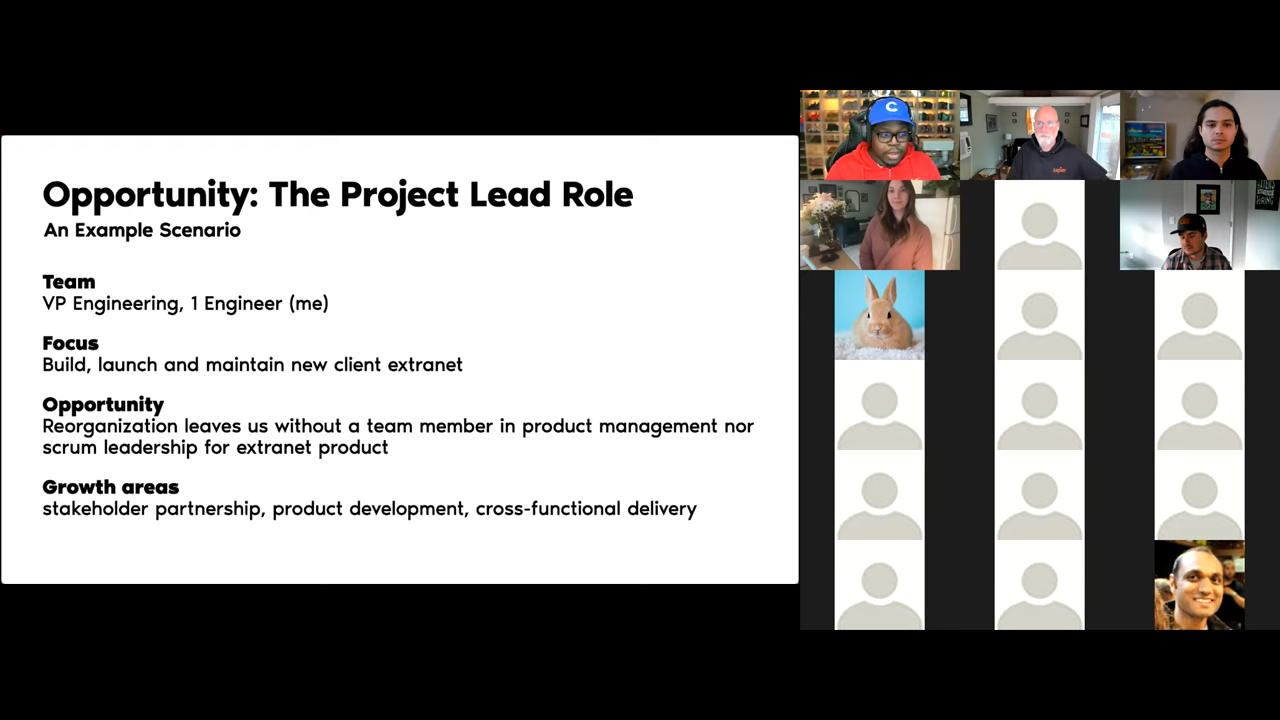 Opportunity: The Project Lead Role
An Example Scenario
Team
VP Engineering, 1 Engineer (me)
Focus
Build, launch and maintain new client extranet
Opportunity
Reorganization leaves us without a team member in product management nor
scrum leadership for extranet product
Growth areas
stakeholder partnership, product development, cross-functional delivery
C
zapier